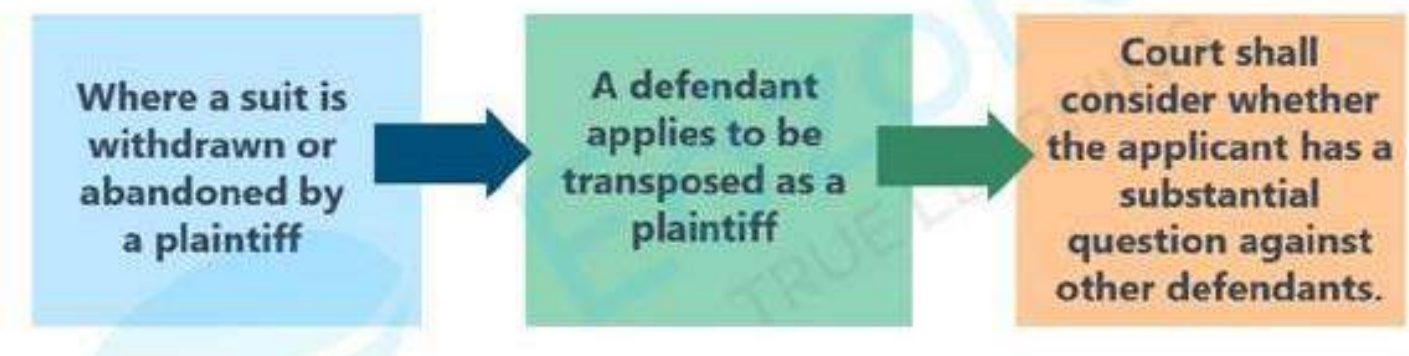 Where a suit is
withdrawn or
abandoned by
a plaintiff
A defendant
applies to be
transposed as a
plaintiff
Court shall
consider whether
the applicant has a
substantial
question against
other defendants.
TRUE